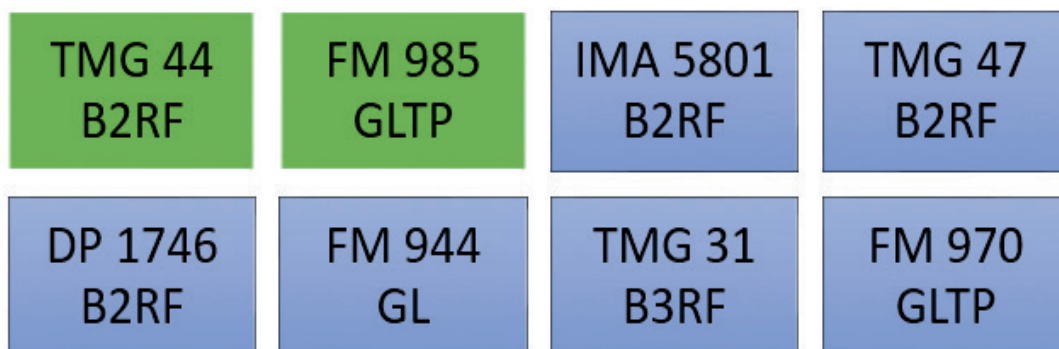 TMG 44
B2RF
FM 985
GLTP
IMA 5801
B2RF
TMG 47
B2RF
DP 1746
B2RF
FM 944
GL
TMG 31
B3RF
FM 970
GLTP